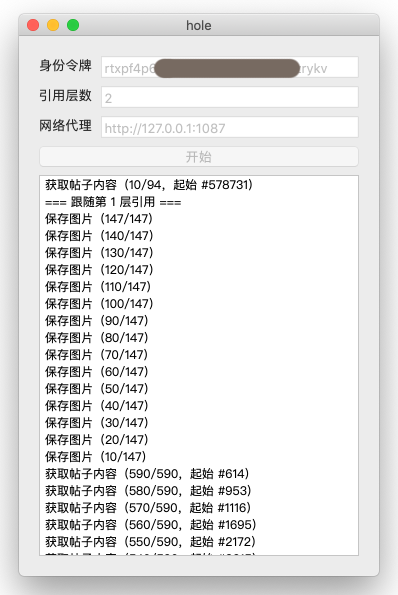 hole
身份令牌
rtxpf4p6
rykv
引用层数
2
网络代理
http://127.0.0.1:1087
开始
获取帖子内容（10/94，起始 #578731）
=== 跟随第 1 层引用 ===
保存图片（147/147）
保存图片（140/147）
保存图片（130/147）
保存图片（120/147）
保存图片（110/147）
保存图片（100/147）
保存图片（90/147）
保存图片（80/147）
保存图片（70/147）
保存图片（60/147）
保存图片（50/147）
保存图片（40/147）
保存图片（30/147）
保存图片（20/147）
保存图片（10/147）
获取帖子内容（590/590，起始 #614）
获取帖子内容（580/590，起始 #953）
获取帖子内容（570/590，起始 #1116）
获取帖子内容（560/590，起始 #1695）
获取帖子内容（550/590，起始 #2172）